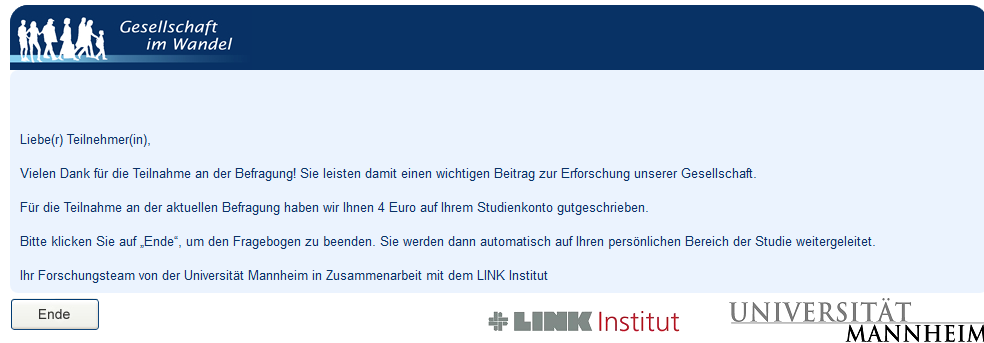 Gesellschaft
im Wandel
Liebe(r) Teilnehmer(in),
Vielen Dank für die Teilnahme an der Befragung! Sie leisten damit einen wichtigen Beitrag zur Erforschung unserer Gesellschaft.
Für die Teilnahme an der aktuellen Befragung haben wir Ihnen 4 Euro auf Ihrem Studienkonto gutgeschrieben.
Bitte klicken Sie auf „Ende“, um den Fragebogen zu beenden. Sie werden dann automatisch auf Ihren persönlichen Bereich der Studie weitergeleitet.
Ihr Forschungsteam von der Universität Mannheim in Zusammenarbeit mit dem LINK Institut
Ende
LINK Institut
UNIVERSITÄT
MANNHEIM